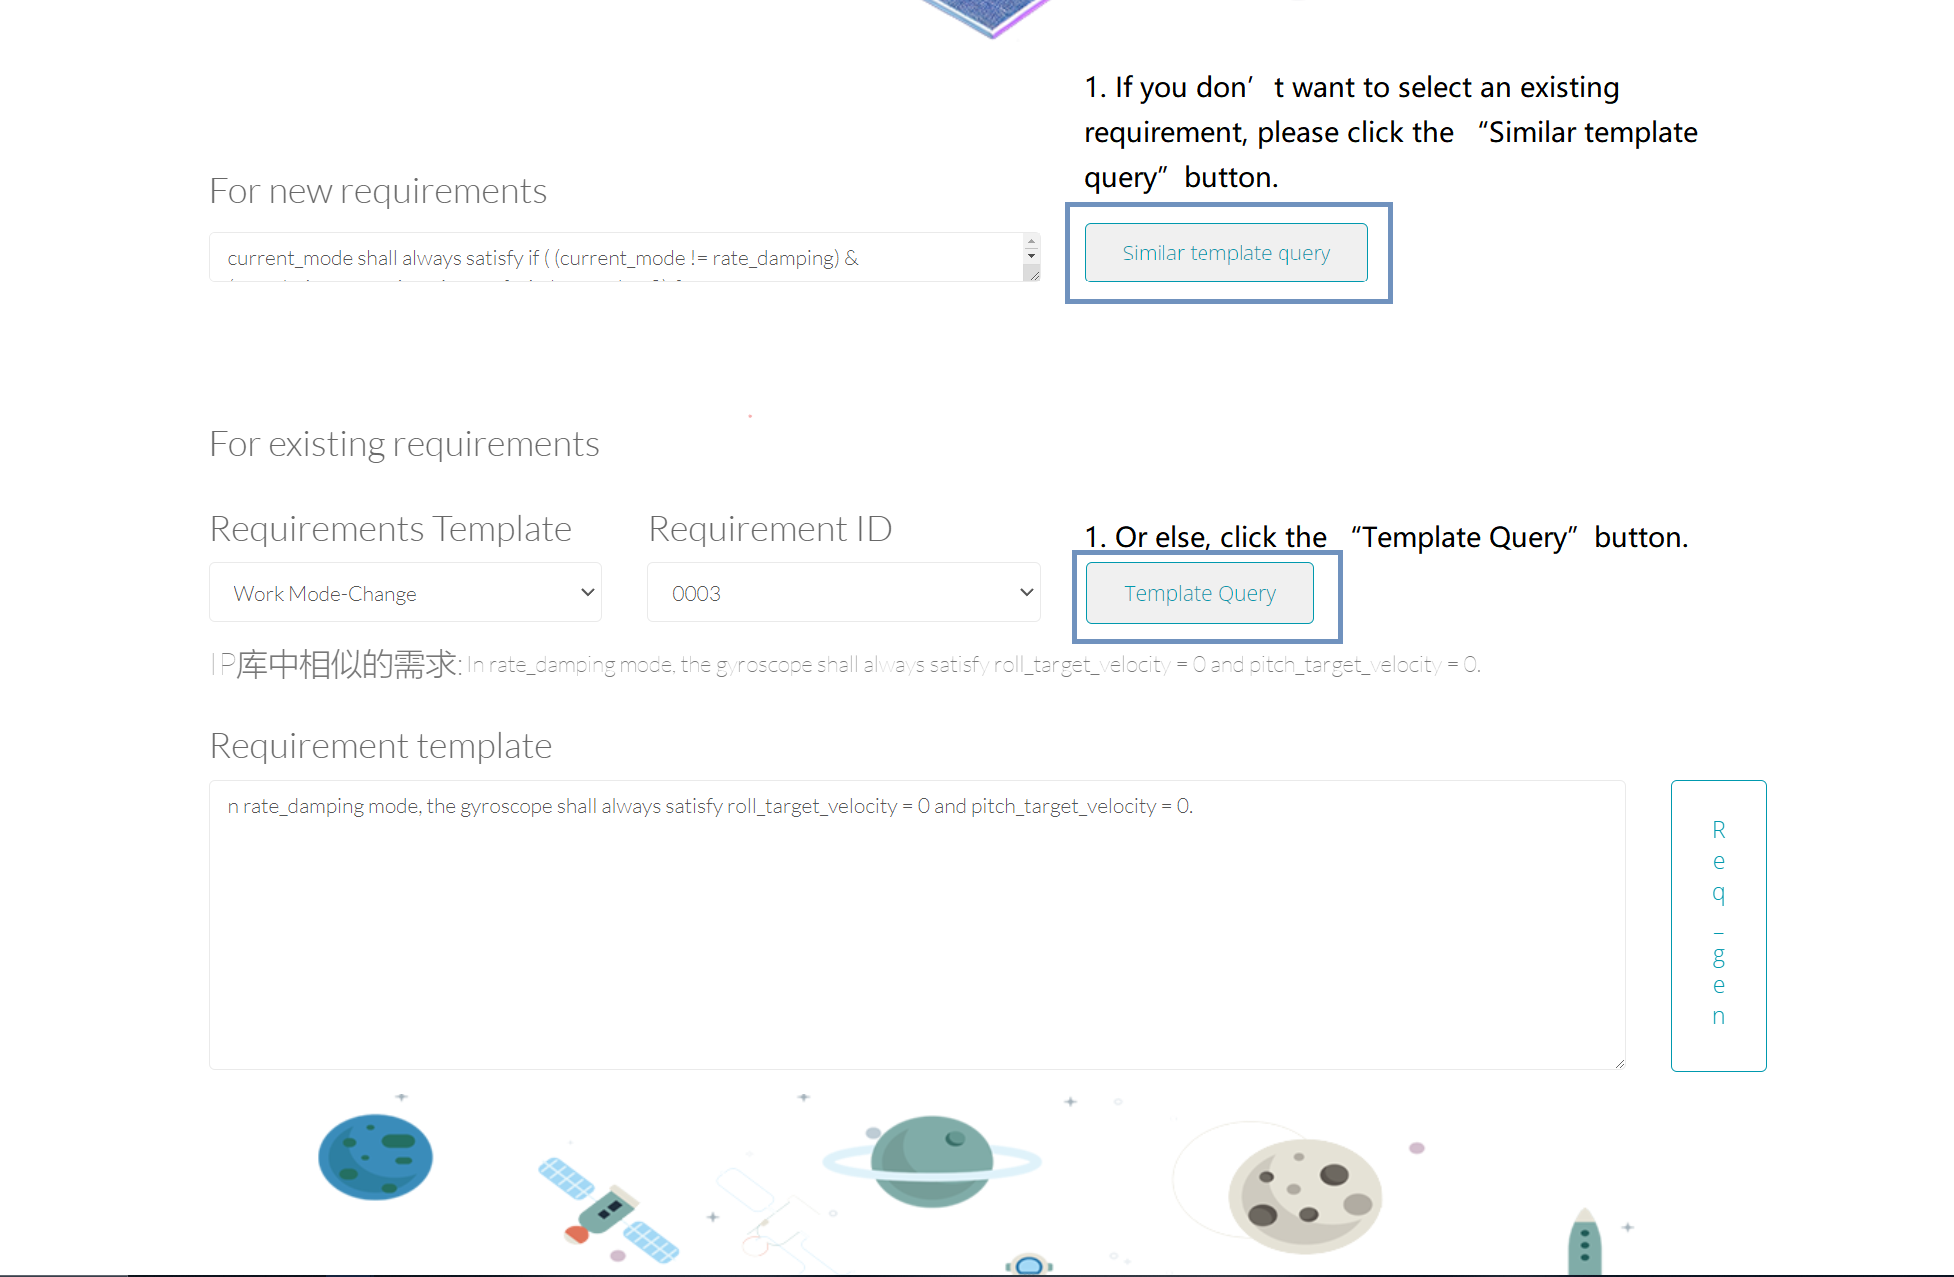 1. If you don’t want to select an existing
requirement, please click the “Similar template
query” button.
For new requirements
current_mode shall always satisfy if ( (current_mode != rate_damping) &
Similar template query
For existing requirements
Requirements Template
Requirement ID
1. Or else, click the “Template Query” button.
Work Mode-Change
0003
Template Query
IP库中相似的需求: In rate_damping mode, the gyroscope shall always satisfy roll_target_velocity = 0 and pitch_target_velocity = 0.
Requirement template
n rate_damping mode, the gyroscope shall always satisfy roll_target_velocity = 0 and pitch_target_velocity = 0.
Req_gen